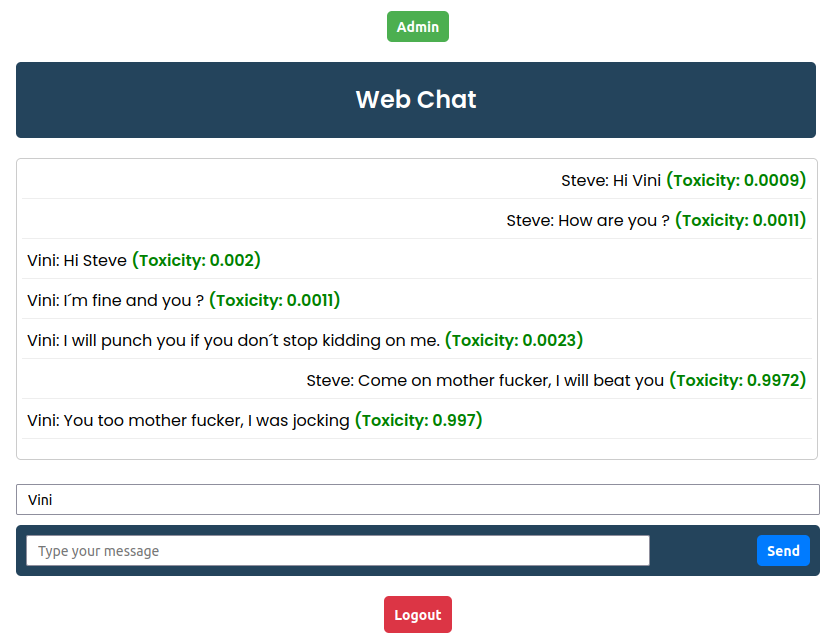 Admin
Web Chat
Steve: Hi Vini (Toxicity: 0.0009)
Steve: How are you ? (Toxicity: 0.0011)
Vini: Hi Steve (Toxicity: 0.002)
Vini: I´m fine and you ? (Toxicity: 0.0011)
Vini: I will punch you if you don´t stop kidding on me. (Toxicity: 0.0023)
Steve: Come on mother fucker, I will beat you (Toxicity: 0.9972)
Vini: You too mother fucker, I was jocking (Toxicity: 0.997)
Vini
Type your message
Send
Logout